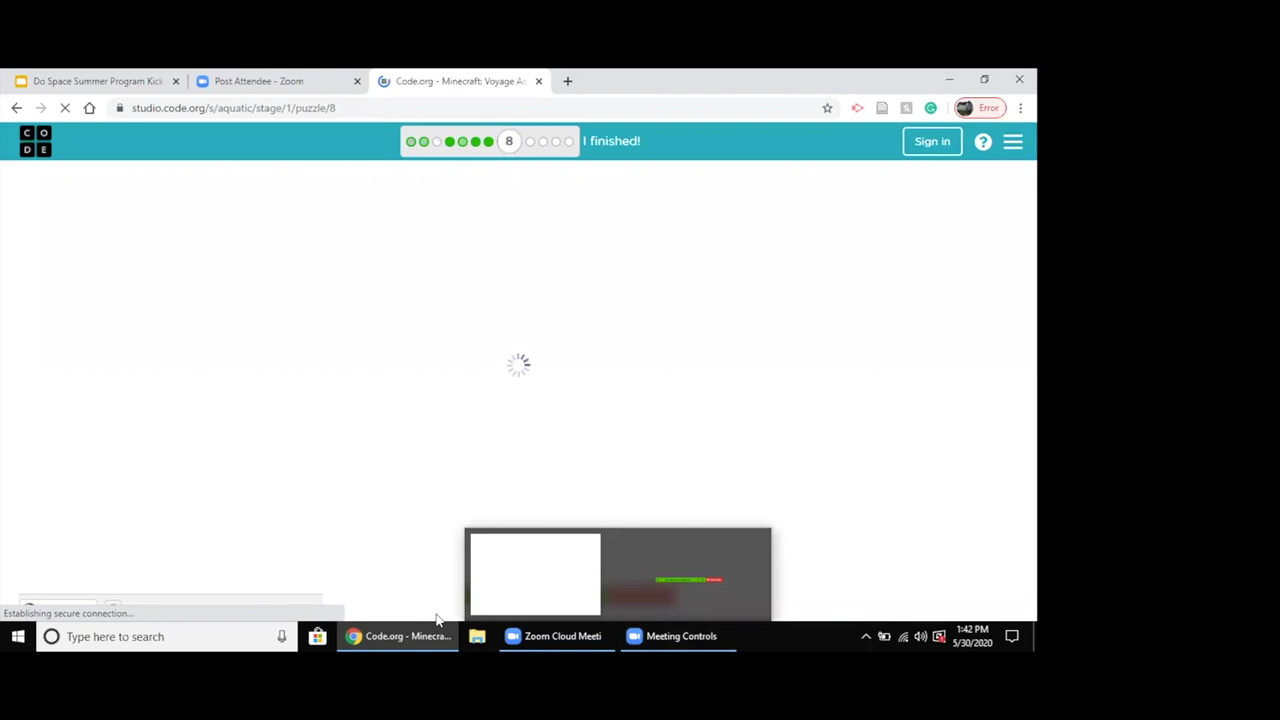 Do Space Summer Program Kick
Post Attendee - Zoom
Code.org - Minecraft: Voyage Ac
studio.code.org/s/aquatic/stage/1/puzzle/8
Error
C O
D E
8
I finished!
Sign in
?
Establishing secure connection...
Type here to search
Code.org - Minecra...
Zoom Cloud Meeti
Meeting Controls
1:42 PM
5/30/2020